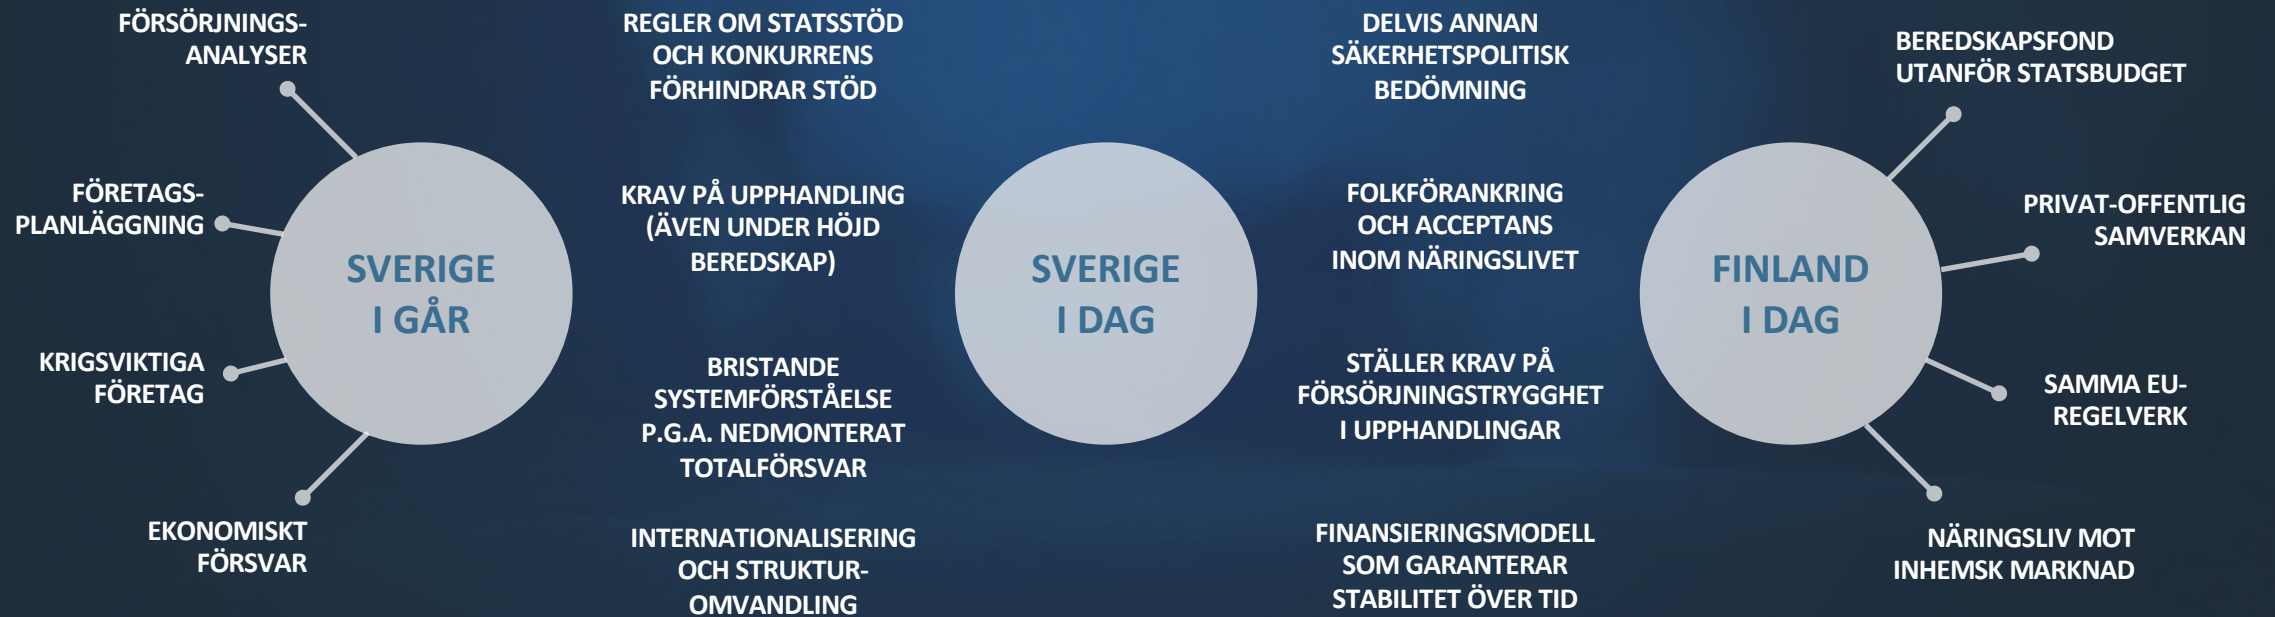 FÖRSÖRJNINGS-
ANALYSER
FÖRETAGS-
PLANLÄGGNING
KRIGSVIKTIGA
FÖRETAG
EKONOMISKT
FÖRSVAR
SVERIGE
I GÅR
REGLER OM STATSSTÖD
OCH KONKURRENS
FÖRHINDRAR STÖD
KRAV PÅ UPPHANDLING
(ÄVEN UNDER HÖJD
BEREDSKAP)
BRISTANDE
SYSTEMFÖRSTÅELSE
P.G.A. NEDMONTERAT
TOTALFÖRSVAR
INTERNATIONALISERING
OCH STRUKTUR-
OMVANDLING
SVERIGE
I DAG
DELVIS ANNAN
SÄKERHETSPOLITISK
BEDÖMNING
FOLKFÖRANKRING
OCH ACCEPTANS
INOM NÄRINGSLIVET
STÄLLER KRAV PÅ
FÖRSÖRJNINGSTRYGGHET
I UPPHANDLINGAR
FINANSIERINGSMODELL
SOM GARANTERAR
STABILITET ÖVER TID
FINLAND
I DAG
BEREDSKAPSFOND
UTANFÖR STATSBUDGET
PRIVAT-OFFENTLIG
SAMVERKAN
SAMMA EU-
REGELVERK
NÄRINGSLIV MOT
INHEMSK MARKNAD